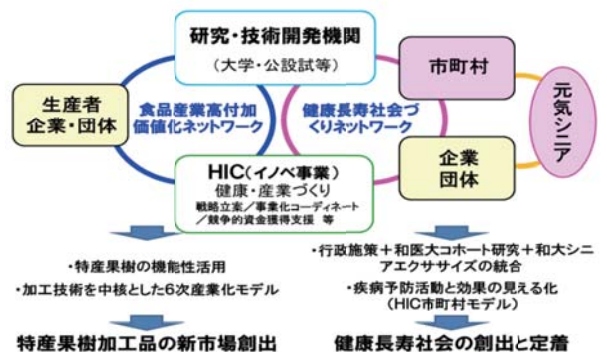 研究・技術開発機関
(大学・公設試等)
生産者
企業・団体
食品産業高付加
価値化ネットワーク
健康長寿社会づ
くりネットワーク
市町村
元気シニア
企業
団体
HIC(イノベ事業)
健康・産業づくり
戦略立案/事業化コーディネート
/競争的資金獲得支援 等
・特産果樹の機能性活用
・加工技術を中核とした6次産業化モデル
特産果樹加工品の新市場創出
・行政施策+和医大コホート研究+和大シニ
アエクササイズの統合
・疾病予防活動と効果の見える化
(HIC市町村モデル)
健康長寿社会の創出と定着